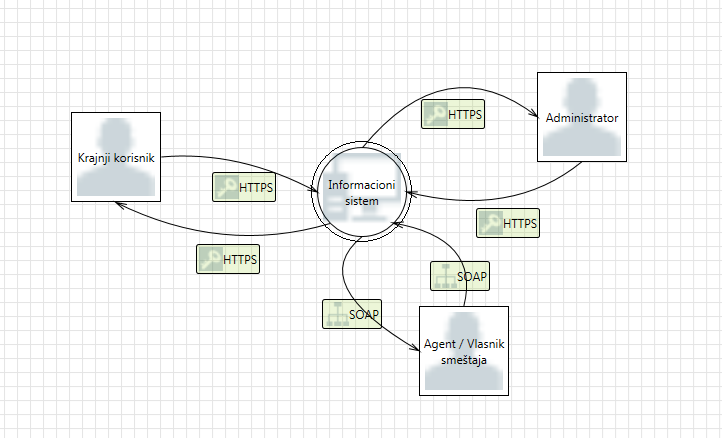 Administrator
HTTPS
Krajnji korisnik
HTTPS
Informacioni
sistem
HTTPS
HTTPS
SOAP
SOAP
Agent / Vlasnik
smeštaja